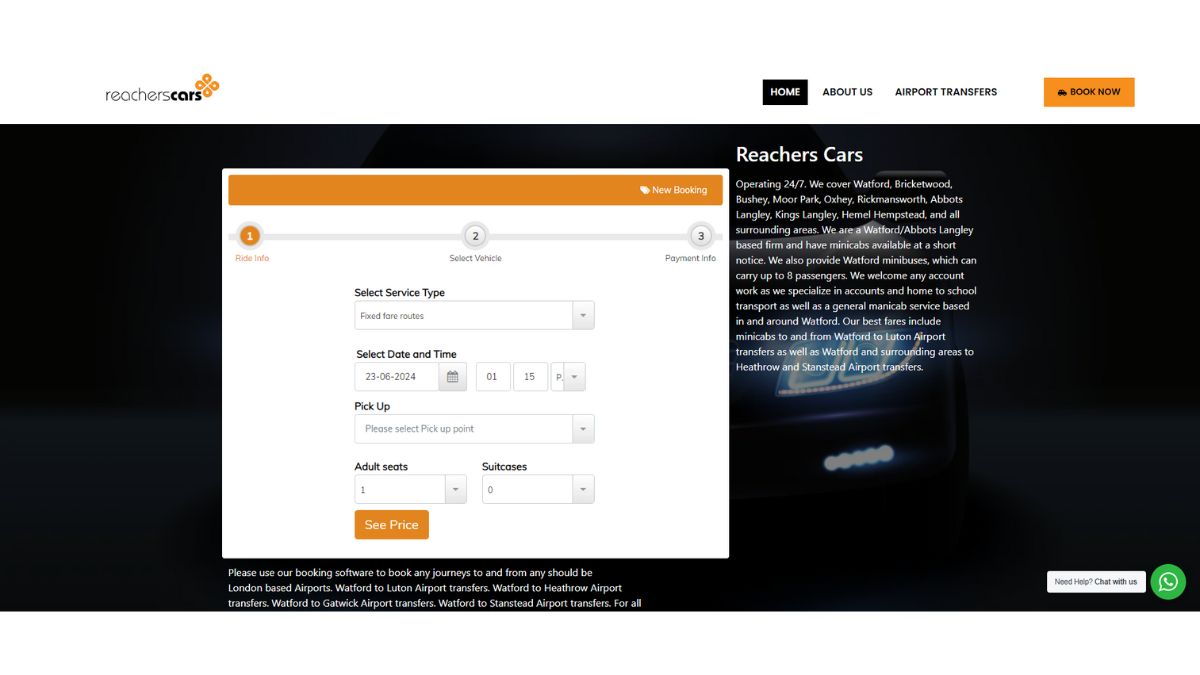 reacherscars
HOME
ABOUT US
AIRPORT TRANSFERS
BOOK NOW
New Booking
1
2
3
Ride Info
Select Vehicle
Payment Info
Select Service Type
Fixed fare routes
Select Date and Time
23-06-2024
01
15
P.
Pick Up
Please select Pick up point
Adult seats
Suitcases
1
0
See Price
Reachers Cars
Operating 24/7. We cover Watford, Bricketwood,
Bushey, Moor Park, Oxhey, Rickmansworth, Abbots
Langley, Kings Langley, Hemel Hempstead, and all
surrounding areas. We are a Watford/Abbots Langley
based firm and have minicabs available at a short
notice. We also provide Watford minibuses, which can
carry up to 8 passengers. We welcome any account
work as we specialize in accounts and home to school
transport as well as a general manicab service based
in and around Watford. Our best fares include
minicabs to and from Watford to Luton Airport
transfers as well as Watford and surrounding areas to
Heathrow and Stanstead Airport transfers.
Please use our booking software to book any journeys to and from any should be
London based Airports. Watford to Luton Airport transfers. Watford to Heathrow Airport
transfers. Watford to Gatwick Airport transfers. Watford to Stanstead Airport transfers. For all
Need Help? Chat with us